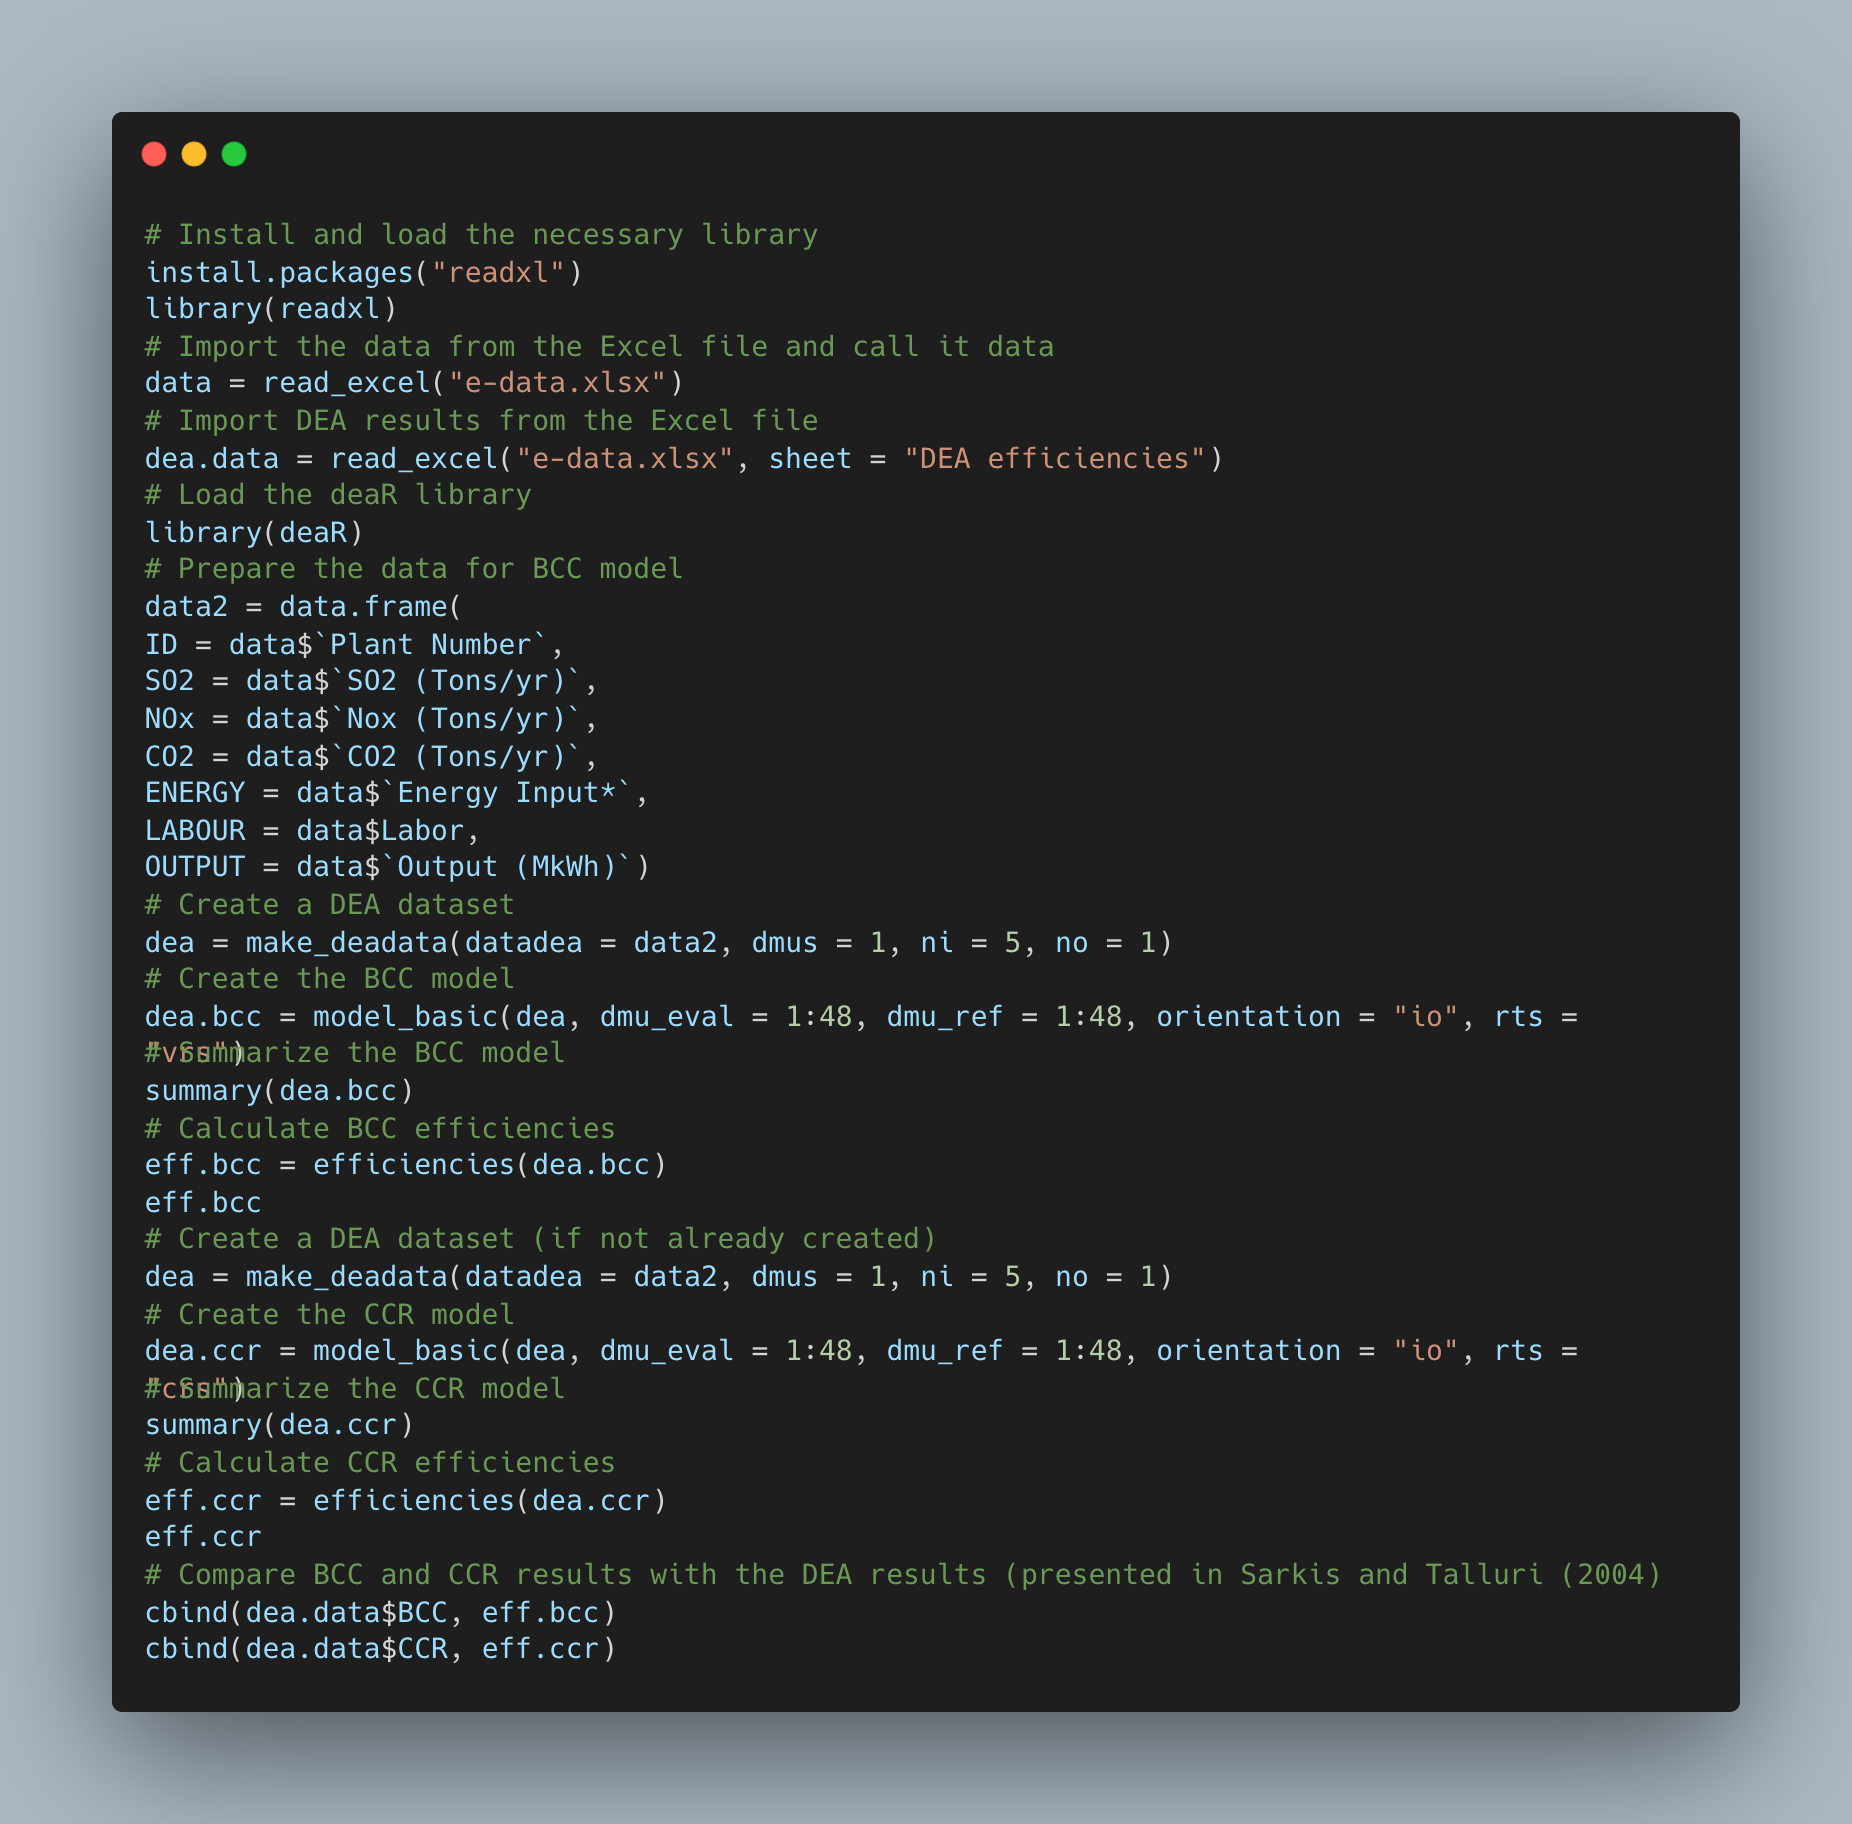 # Install and load the necessary library
install.packages("readxl")
library(readxl)
# Import the data from the Excel file and call it data
data = read_excel("e-data.xlsx")
# Import DEA results from the Excel file
dea.data = read_excel("e-data.xlsx", sheet = "DEA efficiencies")
# Load the deaR library
library(deaR)
# Prepare the data for BCC model
data2 = data.frame(
ID = data$`Plant Number`,
SO2 = data$`SO2 (Tons/yr)`,
NOx = data$`Nox (Tons/yr)`,
CO2 = data$`CO2 (Tons/yr)`,
ENERGY = data$`Energy Input*`,
LABOUR = data$Labor,
OUTPUT = data$`Output (MkWh)`)
# Create a DEA dataset
dea = make_deadata(datadea = data2, dmus = 1, ni = 5, no = 1)
# Create the BCC model
dea.bcc = model_basic(dea, dmu_eval = 1:48, dmu_ref = 1:48, orientation = "io", rts =
"vrs")
# Summarize the BCC model
summary(dea.bcc)
# Calculate BCC efficiencies
eff.bcc = efficiencies(dea.bcc)
eff.bcc
# Create a DEA dataset (if not already created)
dea = make_deadata(datadea = data2, dmus = 1, ni = 5, no = 1)
# Create the CCR model
dea.ccr = model_basic(dea, dmu_eval = 1:48, dmu_ref = 1:48, orientation = "io", rts =
"crs")
# Summarize the CCR model
summary(dea.ccr)
# Calculate CCR efficiencies
eff.ccr = efficiencies(dea.ccr)
eff.ccr
# Compare BCC and CCR results with the DEA results (presented in Sarkis and Talluri (2004)
cbind(dea.data$BCC, eff.bcc)
cbind(dea.data$CCR, eff.ccr)